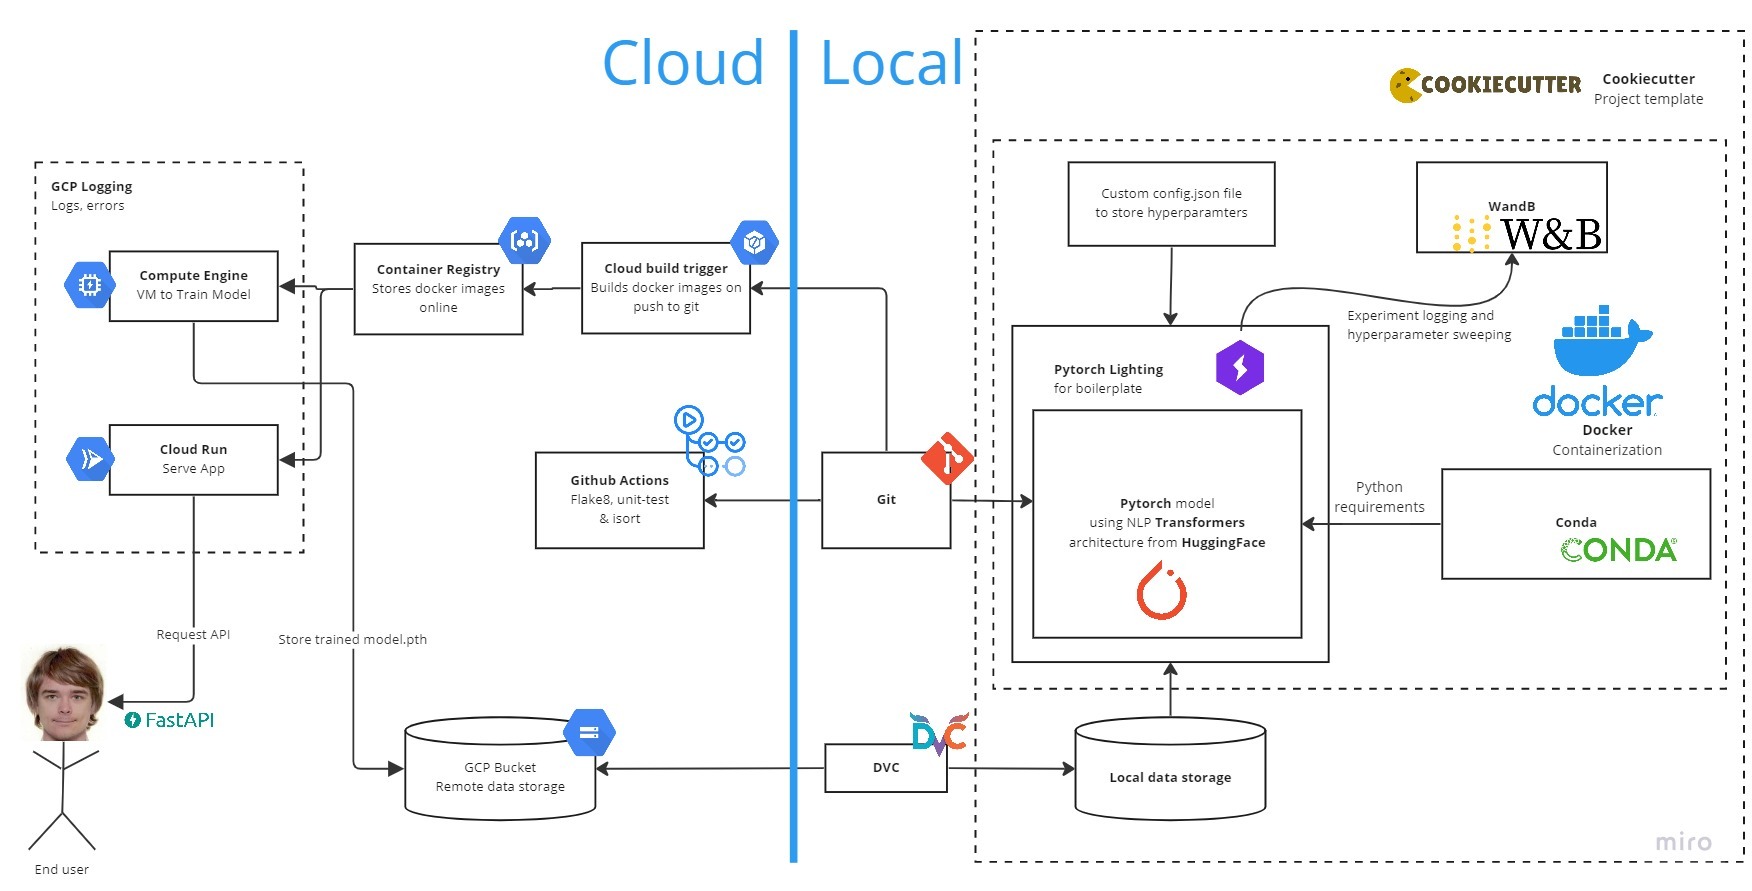 Cloud
Local
COOKIECUTTER
Cookiecutter
Project template
GCP Logging
Logs, errors
Compute Engine
VM to Train Model
Container Registry
Stores docker images
online
Cloud build trigger
Builds docker images on
push to git
Custom config.json file
to store hyperparamters
WandB
W&B
Experiment logging and
hyperparameter sweeping
Pytorch Lighting
for boilerplate
docker
Docker
Containerization
Cloud Run
Serve App
Github Actions
Flake8, unit-test
& isort
Git
Pytorch model
using NLP Transformers
architecture from HuggingFace
Python
requirements
Conda
CONDA
Request API
Store trained model.pth
FastAPI
GCP Bucket
Remote data storage
DVC
DVC
Local data storage
End user
miro